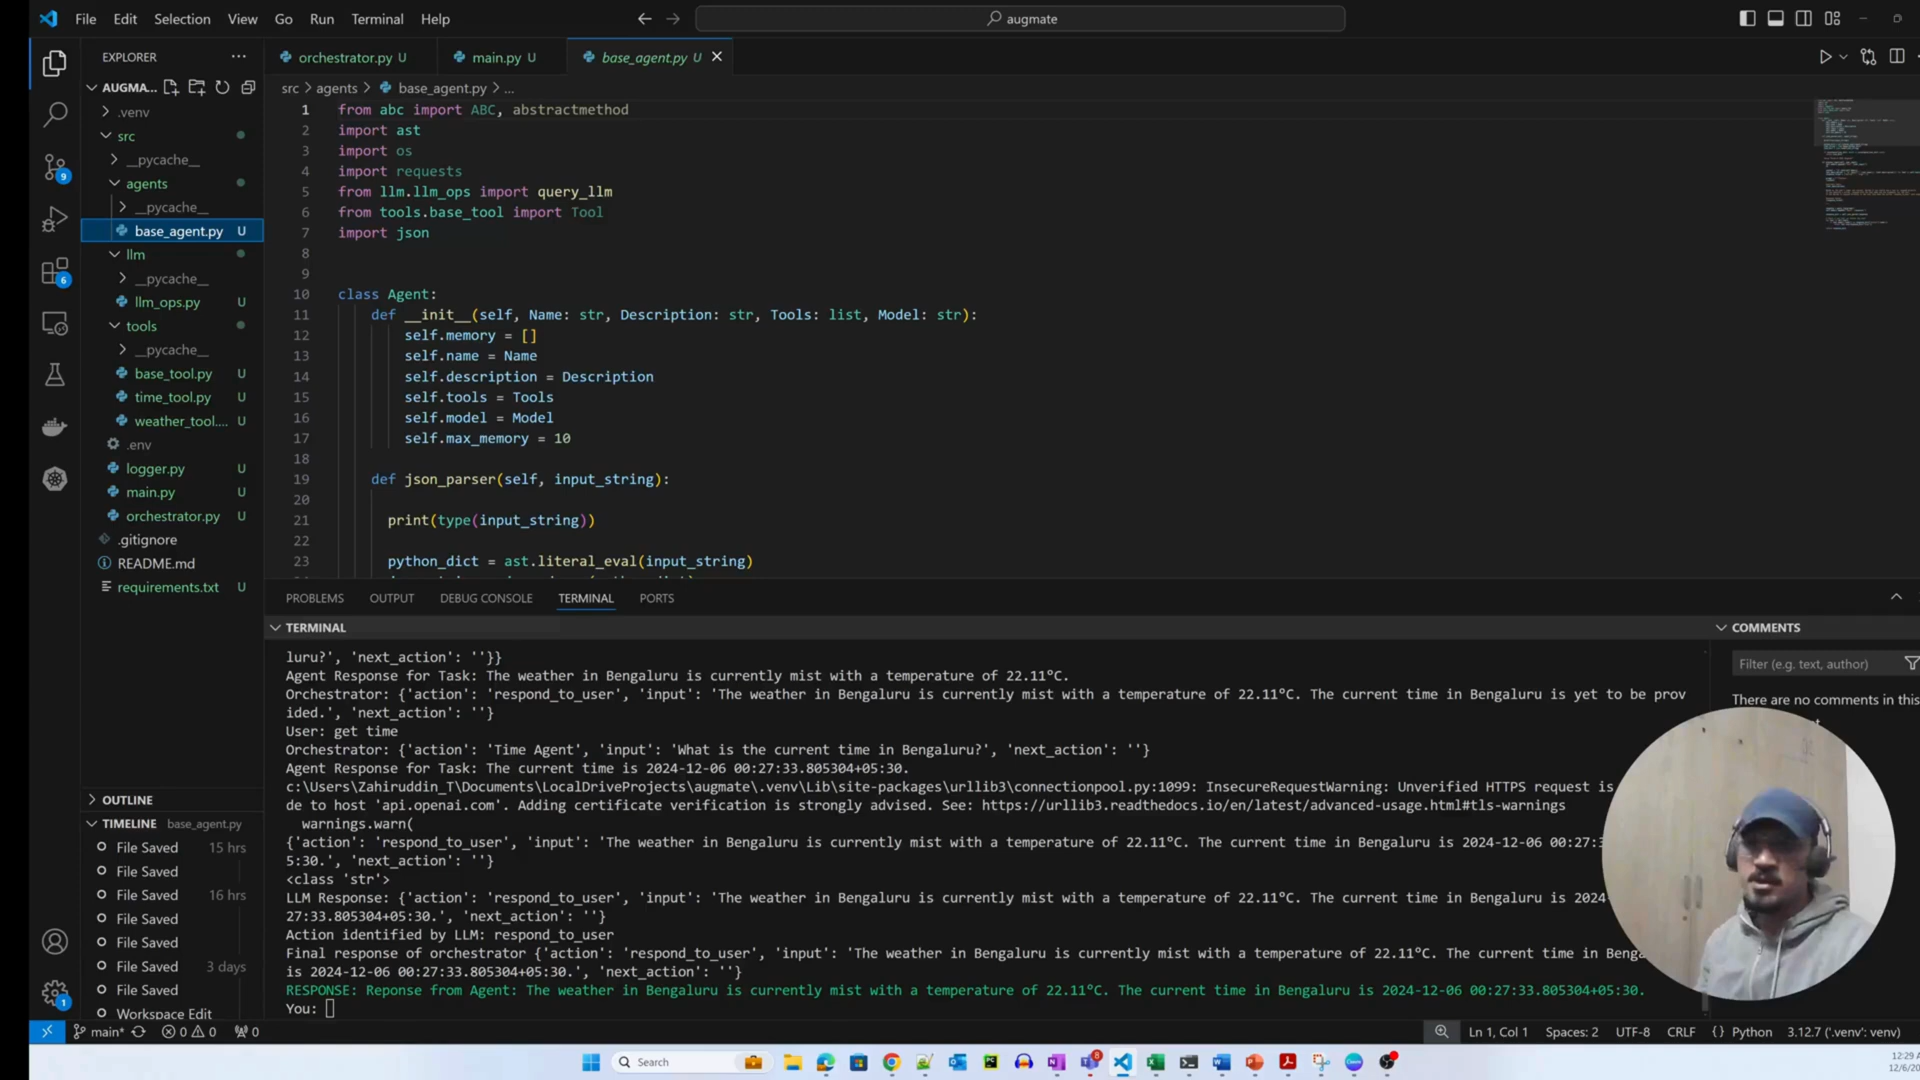 File Edit Selection View Go Run Terminal Help
augmate
EXPLORER
AUGMA...
.venv
src
__pycache__
agents
__pycache__
base_agent.py U
llm
__pycache__
llm_ops.py U
tools
__pycache__
base_tool.py U
time_tool.py U
weather_tool.... U
.env
logger.py U
main.py U
orchestrator.py U
.gitignore
README.md
requirements.txt U
OUTLINE
TIMELINE base_agent.py
File Saved 15 hrs
File Saved
File Saved 16 hrs
File Saved
File Saved
File Saved 3 days
File Saved
Workspace Edit
9
6
1
orchestrator.py U main.py U base_agent.py U
src > agents > base_agent.py > ...
1 from abc import ABC, abstractmethod
2 import ast
3 import os
4 import requests
5 from llm.llm_ops import query_llm
6 from tools.base_tool import Tool
7 import json
8
9
10 class Agent:
11 def __init__(self, Name: str, Description: str, Tools: list, Model: str):
12 self.memory = []
13 self.name = Name
14 self.description = Description
15 self.tools = Tools
16 self.model = Model
17 self.max_memory = 10
18
19 def json_parser(self, input_string):
20
21 print(type(input_string))
22
23 python_dict = ast.literal_eval(input_string)
PROBLEMS OUTPUT DEBUG CONSOLE TERMINAL PORTS
TERMINAL
luru?', 'next_action': ''}}
Agent Response for Task: The weather in Bengaluru is currently mist with a temperature of 22.11°C.
Orchestrator: {'action': 'respond_to_user', 'input': 'The weather in Bengaluru is currently mist with a temperature of 22.11°C. The current time in Bengaluru is yet to be prov
ided.', 'next_action': ''}
User: get time
Orchestrator: {'action': 'Time Agent', 'input': 'What is the current time in Bengaluru?', 'next_action': ''}
Agent Response for Task: The current time is 2024-12-06 00:27:33.805304+05:30.
c:\Users\Zahiruddin_T\Documents\LocalDriveProjects\augmate\.venv\Lib\site-packages\urllib3\connectionpool.py:1099: InsecureRequestWarning: Unverified HTTPS request is
de to host 'api.openai.com'. Adding certificate verification is strongly advised. See: https://urllib3.readthedocs.io/en/latest/advanced-usage.html#tls-warnings
warnings.warn(
{'action': 'respond_to_user', 'input': 'The weather in Bengaluru is currently mist with a temperature of 22.11°C. The current time in Bengaluru is 2024-12-06 00:27:3
5:30.', 'next_action': ''}
<class 'str'>
LLM Response: {'action': 'respond_to_user', 'input': 'The weather in Bengaluru is currently mist with a temperature of 22.11°C. The current time in Bengaluru is 2024-
27:33.805304+05:30.', 'next_action': ''}
Action identified by LLM: respond_to_user
Final response of orchestrator {'action': 'respond_to_user', 'input': 'The weather in Bengaluru is currently mist with a temperature of 22.11°C. The current time in Benga
is 2024-12-06 00:27:33.805304+05:30.', 'next_action': ''}
RESPONSE: Reponse from Agent: The weather in Bengaluru is currently mist with a temperature of 22.11°C. The current time in Bengaluru is 2024-12-06 00:27:33.805304+05:30.
You:
COMMENTS
Filter (e.g. text, author)
There are no comments in this
main* 0 0 0
Ln 1, Col 1 Spaces: 2 UTF-8 CRLF {} Python 3.12.7 ('.venv': venv)
Search
8
12:29
12/6/20